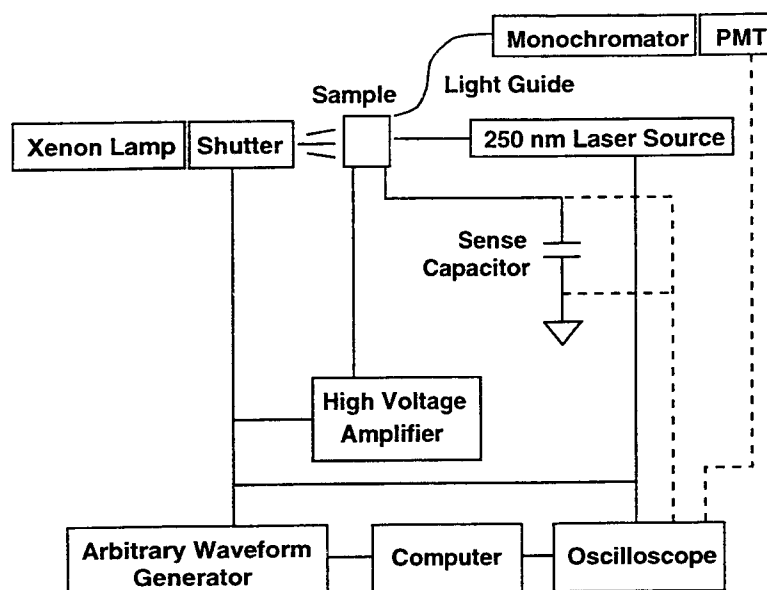 Monochromator
PMT
Light Guide
Sample
Xenon Lamp
Shutter
250 nm Laser Source
Sense
Capacitor
High Voltage
Amplifier
Arbitrary Waveform
Generator
Computer
Oscilloscope